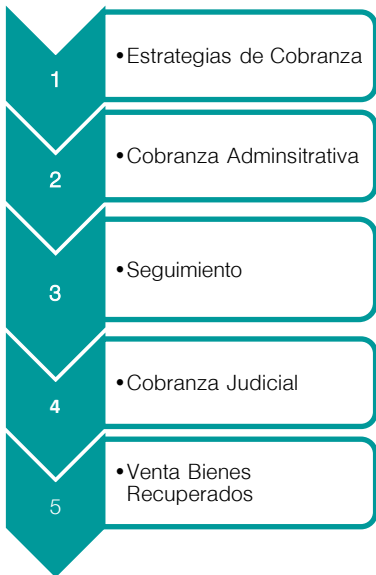 1
•Estrategias de Cobranza
2
•Cobranza Adminsitrativa
3
•Seguimiento
4
•Cobranza Judicial
5
•Venta Bienes
Recuperados